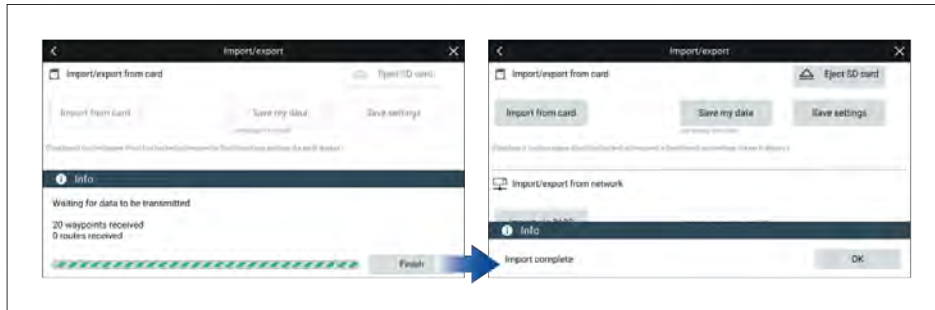 Import/export
Import/export from card
Eject SD card
Import from card
Save my data
Save settings
Info
Waiting for data to be transmitted
20 waypoints received
0 routes received
Finish
Import/export
Import/export from card
Eject SD card
Import from card
Save my data
Save settings
Import/export from network
Info
Import complete
OK